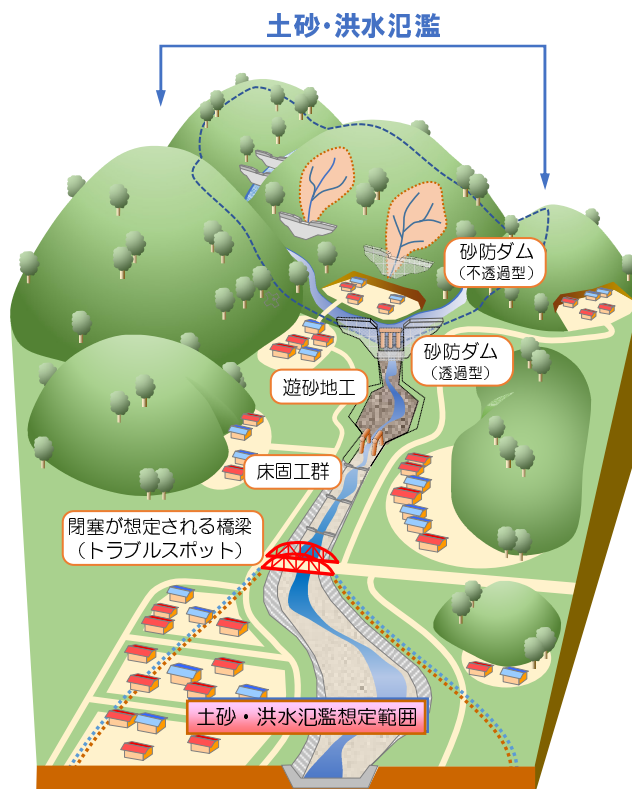 土砂・洪水氾濫
砂防ダム
（不透過型）
砂防ダム
（透過型）
遊砂地工
床固工群
閉塞が想定される橋梁
（トラブルスポット）
土砂・洪水氾濫想定範囲